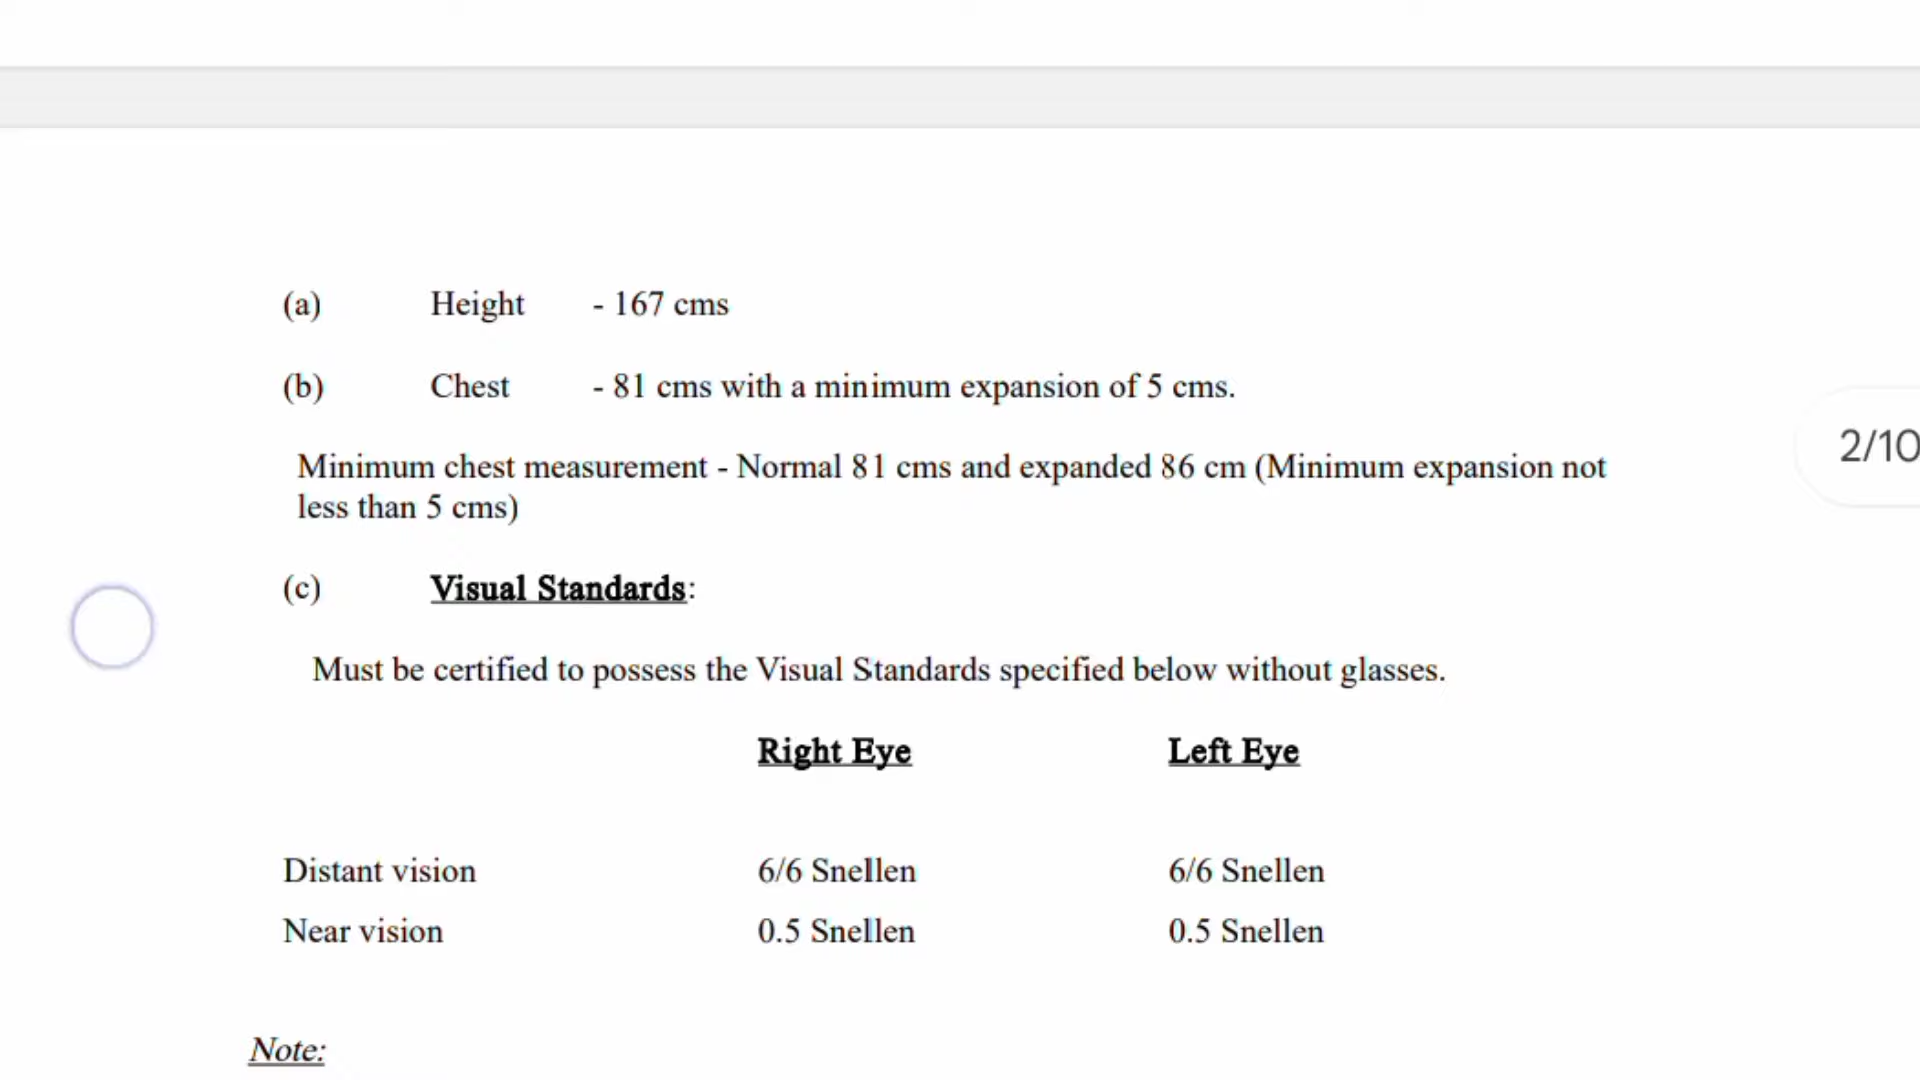 (a) Height - 167 cms
(b) Chest - 81 cms with a minimum expansion of 5 cms.
2/10
Minimum chest measurement - Normal 81 cms and expanded 86 cm (Minimum expansion not
less than 5 cms)
(c) Visual Standards:
Must be certified to possess the Visual Standards specified below without glasses.
Right Eye Left Eye
Distant vision 6/6 Snellen 6/6 Snellen
Near vision 0.5 Snellen 0.5 Snellen
Note: